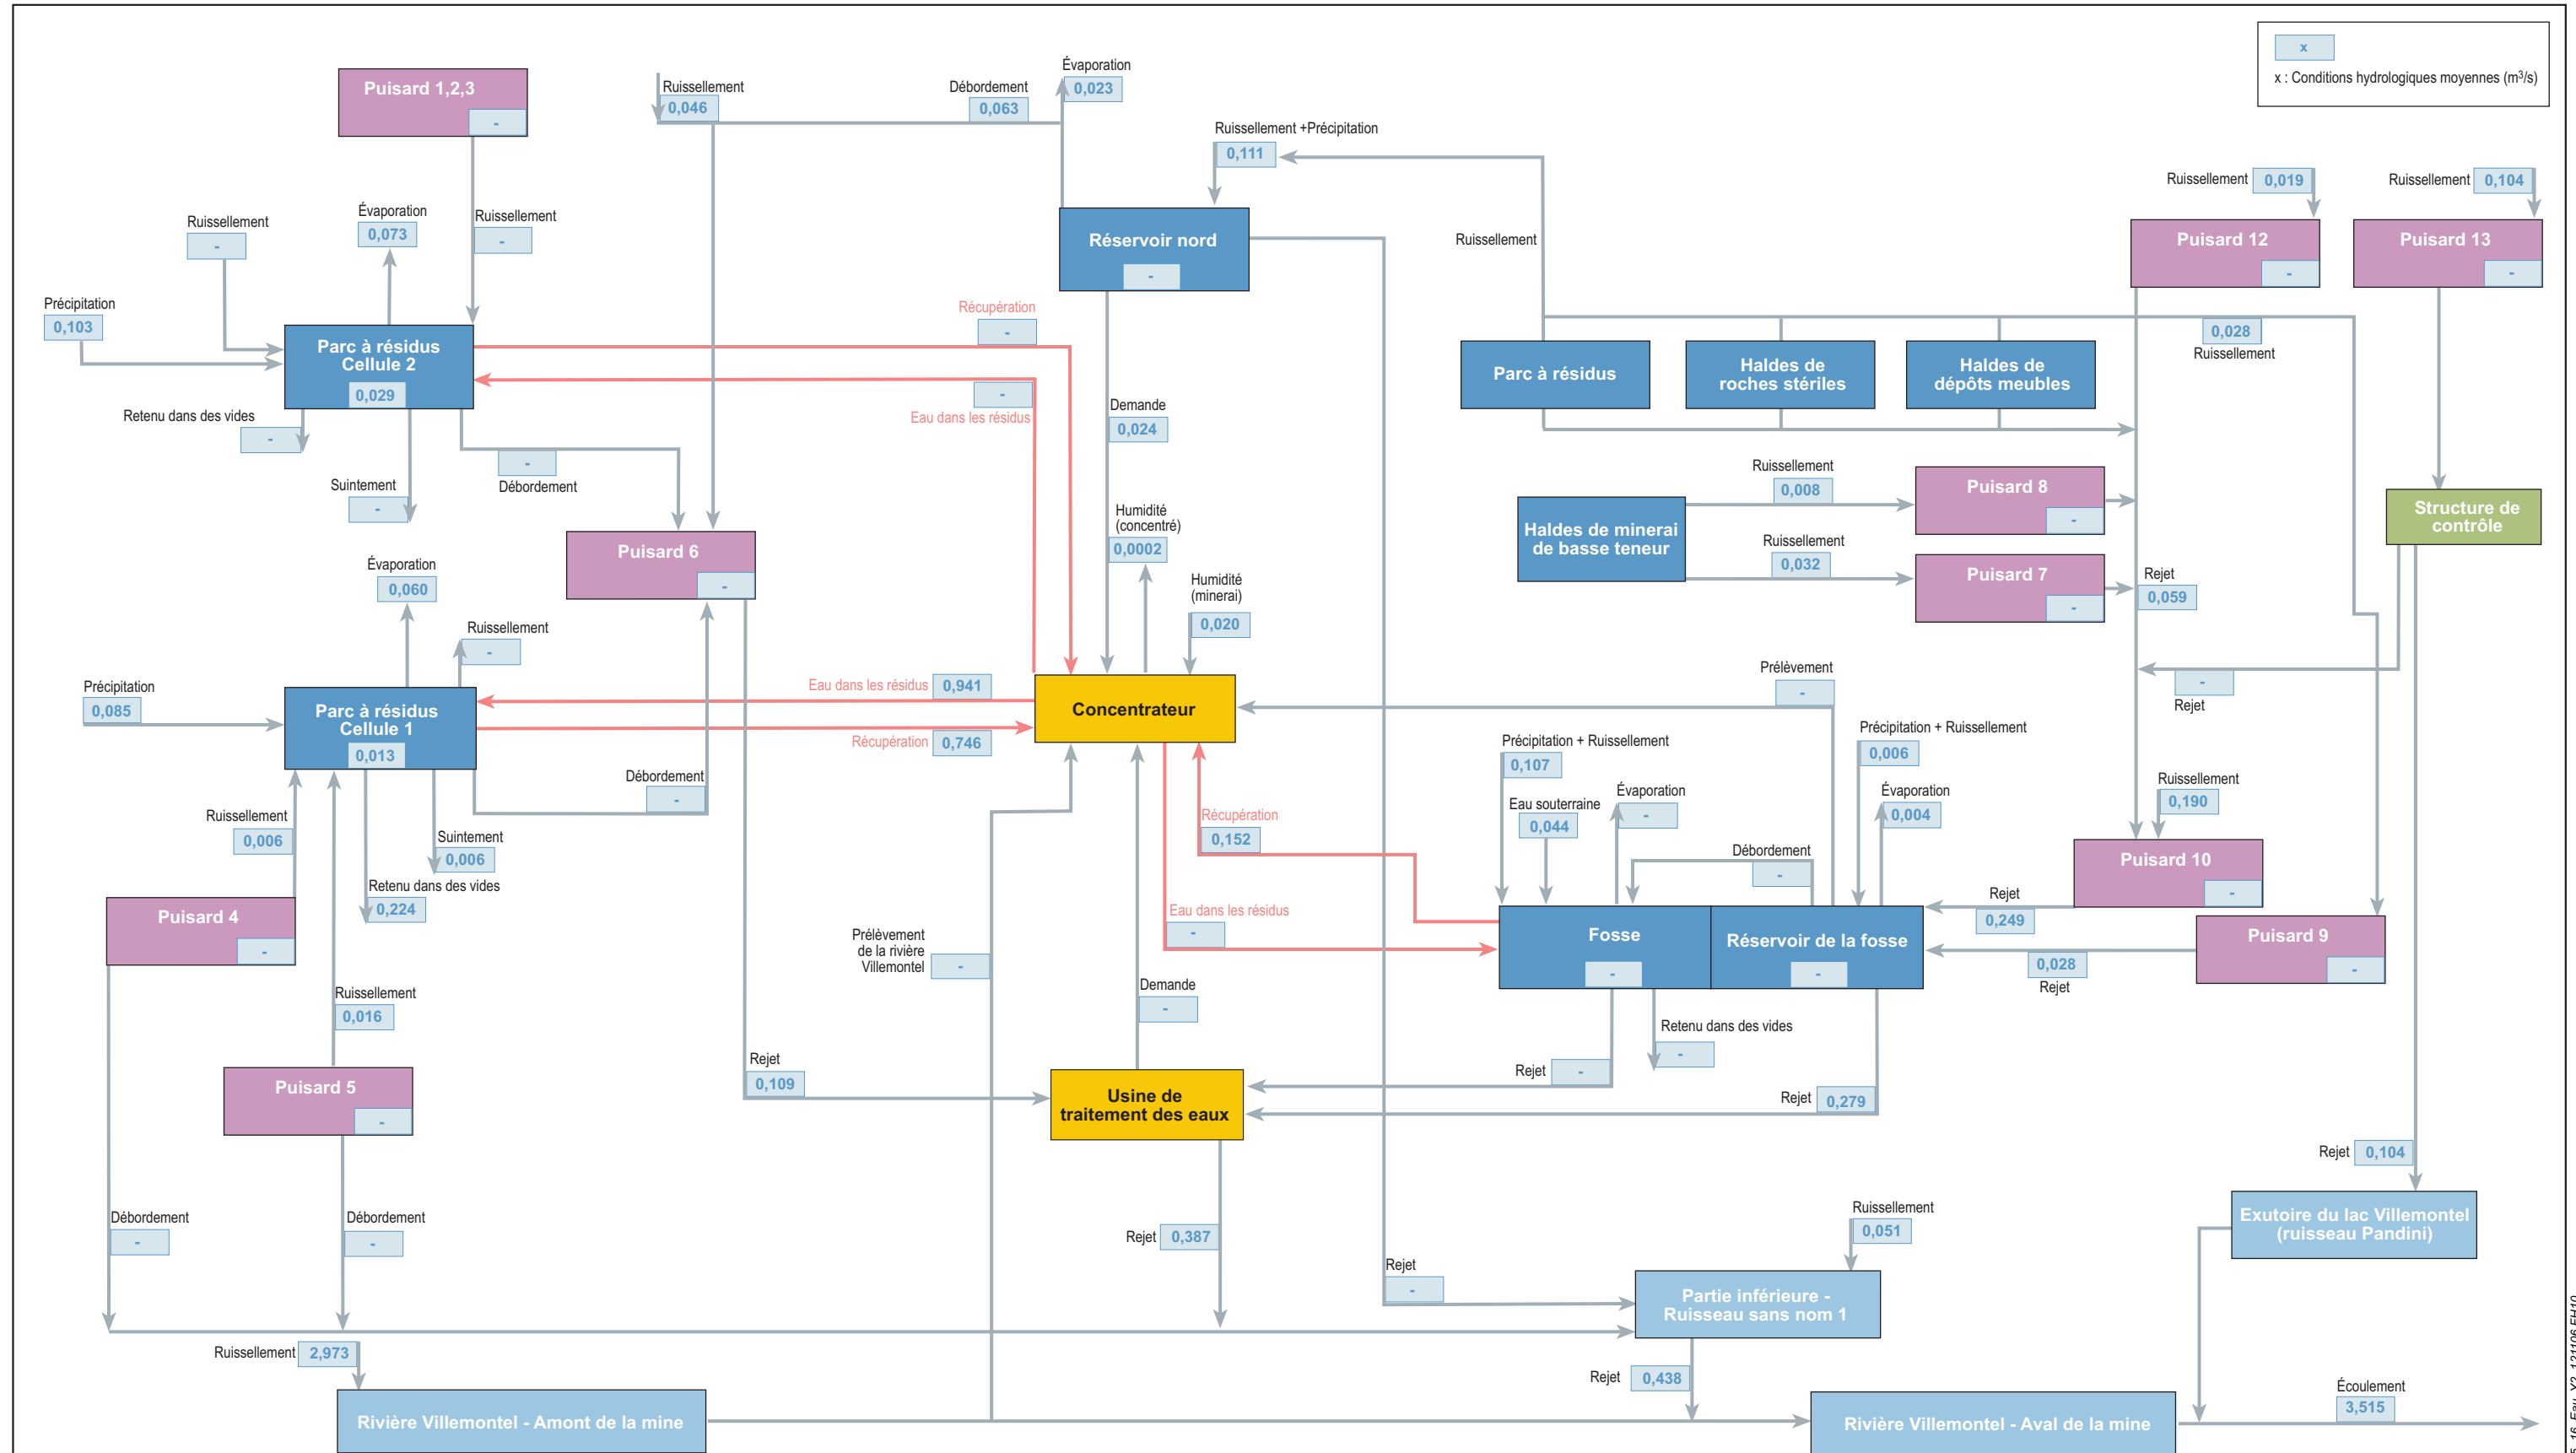 x
x : Conditions hydrologiques moyennes (m³/s)
Puisard 1,2,3
-
Ruissellement
0,046
Débordement
0,063
Évaporation
0,023
Ruissellement +Précipitation
0,111
Ruissellement
0,019
Ruissellement
0,104
Ruissellement
-
Évaporation
0,073
Ruissellement
-
Réservoir nord
-
Ruissellement
Puisard 12
-
Puisard 13
-
Précipitation
0,103
Parc à résidus
Cellule 2
0,029
Récupération
-
-
Eau dans les résidus
0,028
Ruissellement
Parc à résidus
Haldes de
roches stériles
Haldes de
dépôts meubles
Retenu dans des vides
-
Suintement
-
-
Débordement
Demande
0,024
Humidité
(concentré)
0,0002
Humidité
(minerai)
0,020
Haldes de minerai
de basse teneur
Ruissellement
0,008
Puisard 8
-
Ruissellement
0,032
Puisard 7
-
Rejet
0,059
Structure de
contrôle
Puisard 6
-
Évaporation
0,060
Ruissellement
-
Précipitation
0,085
Parc à résidus
Cellule 1
0,013
Eau dans les résidus
0,941
Récupération
0,746
Concentrateur
Prélèvement
-
-
Rejet
Débordement
-
Ruissellement
0,006
Suintement
0,006
Retenu dans des vides
0,224
Récupération
0,152
Précipitation + Ruissellement
0,107
Eau souterraine
0,044
Évaporation
-
Débordement
-
Précipitation + Ruissellement
0,006
Évaporation
0,004
Ruissellement
0,190
Puisard 10
-
Puisard 4
-
Prélèvement
de la rivière
Villemontel
-
Eau dans les résidus
-
Fosse
-
Réservoir de la fosse
-
Rejet
0,249
0,028
Rejet
Puisard 9
-
Ruissellement
0,016
Puisard 5
-
Demande
-
Rejet
0,109
Usine de
traitement des eaux
Rejet
-
Retenu dans des vides
-
Rejet
0,279
Rejet
0,104
Débordement
-
Débordement
-
Rejet
0,387
Rejet
-
Ruissellement
0,051
Partie inférieure -
Ruisseau sans nom 1
Exutoire du lac Villemontel
(ruisseau Pandini)
Ruissellement
2,973
Rivière Villemontel - Amont de la mine
Rejet
0,438
Rivière Villemontel - Aval de la mine
Écoulement
3,515